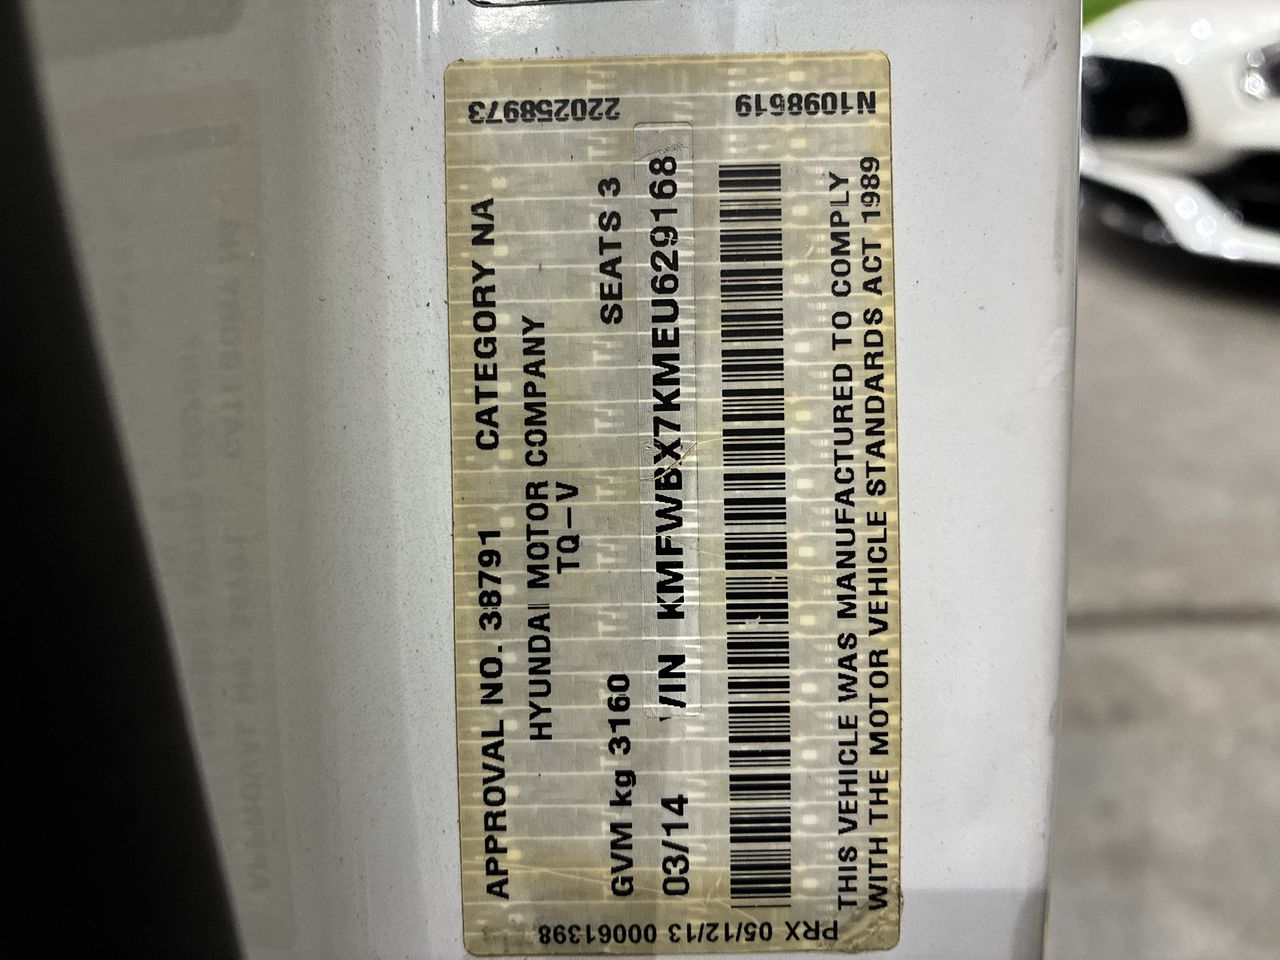 APPROVAL NO. 38791 CATEGORY NA
HYUNDAI MOTOR COMPANY
TQ-V
GVM kg 3160 SEATS 3
03/14 VIN KMFWBX7KMEU629168
THIS VEHICLE WAS MANUFACTURED TO COMPLY
WITH THE MOTOR VEHICLE STANDARDS ACT 1989
220258973
N1098619
PRX 05/12/13 00061398